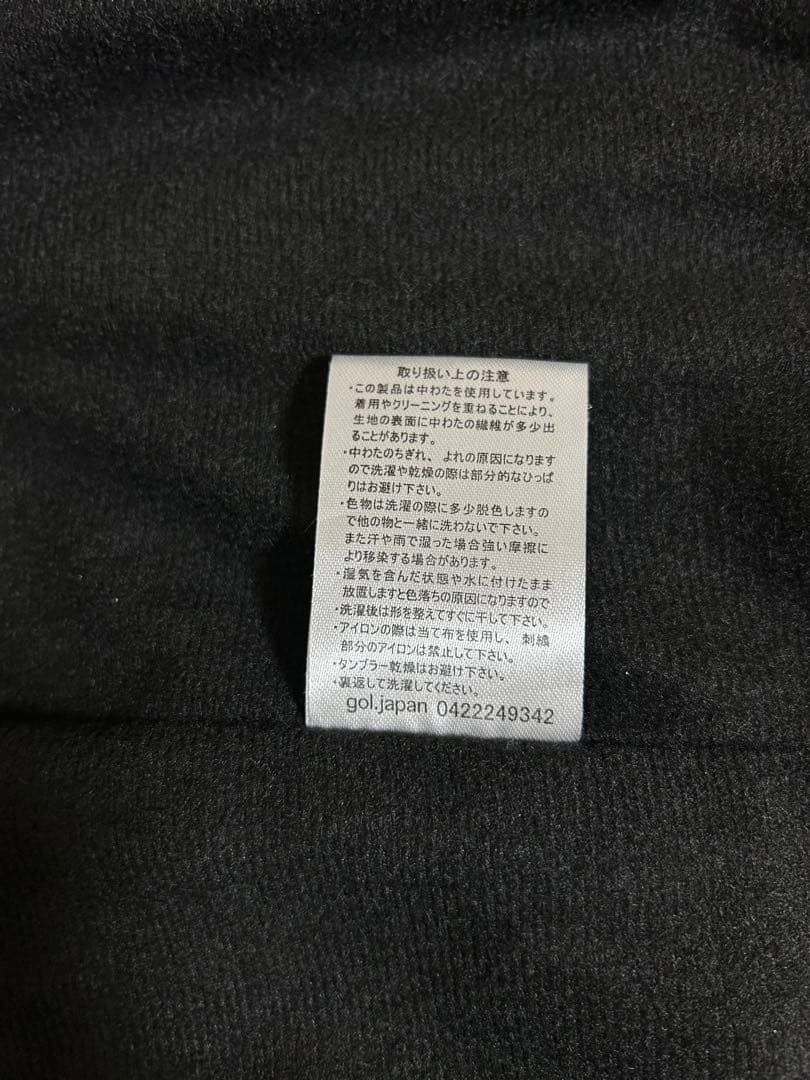 取り扱い上の注意
・この製品は中わたを使用しています。
着用やクリーニングを重ねることにより、
生地の表面に中わたの繊維が多少出
ることがあります。
・中わたのちぎれ、よれの原因になります
ので洗濯や乾燥の際は部分的なひっぱ
りはお避け下さい。
・色物は洗濯の際に多少脱色しますの
で他の物と一緒に洗わないで下さい。
また汗や雨で湿った場合強い摩擦に
より移染する場合があります。
・湿気を含んだ状態や水に付けたまま
放置しますと色落ちの原因になりますので
・洗濯後は形を整えてすぐに干して下さい。
・アイロンの際は当て布を使用し、刺繍
部分のアイロンは禁止して下さい。
・タンブラー乾燥はお避け下さい。
・裏返して洗濯してください。
gol.japan 0422249342